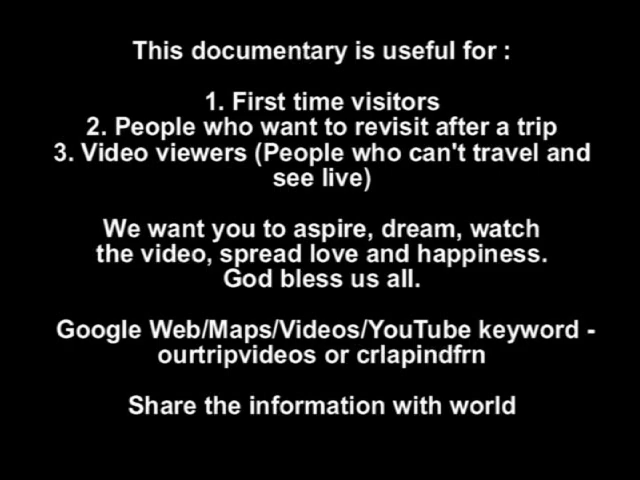 This documentary is useful for :
1. First time visitors
2. People who want to revisit after a trip
3. Video viewers (People who can't travel and
see live)
We want you to aspire, dream, watch
the video, spread love and happiness.
God bless us all.
Google Web/Maps/Videos/YouTube keyword -
ourtripvideos or crlapindfrn
Share the information with world